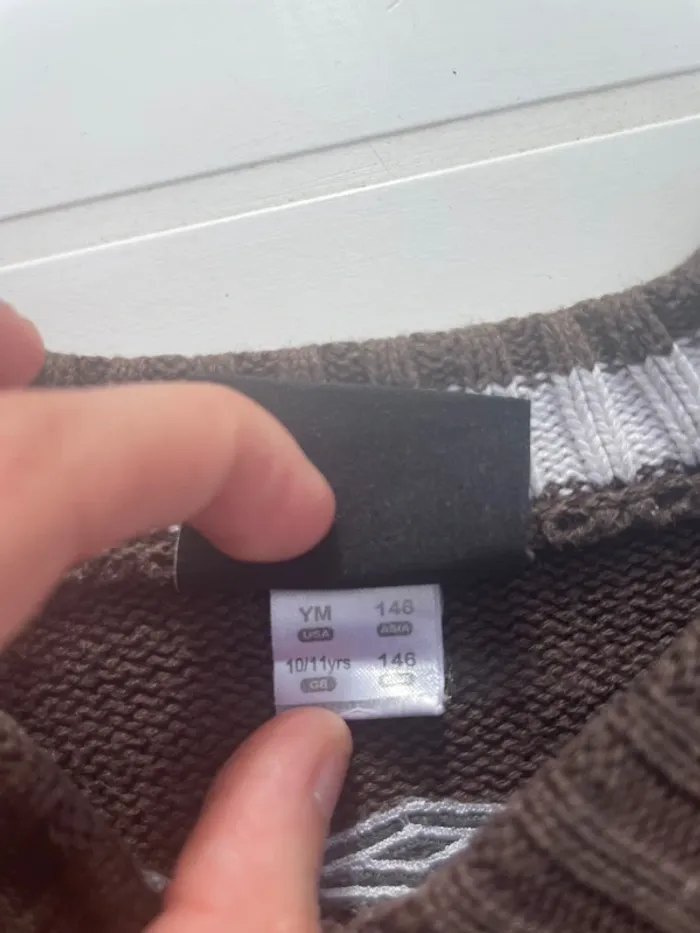 YM 146
USA ASIA
10/11yrs 146
GB